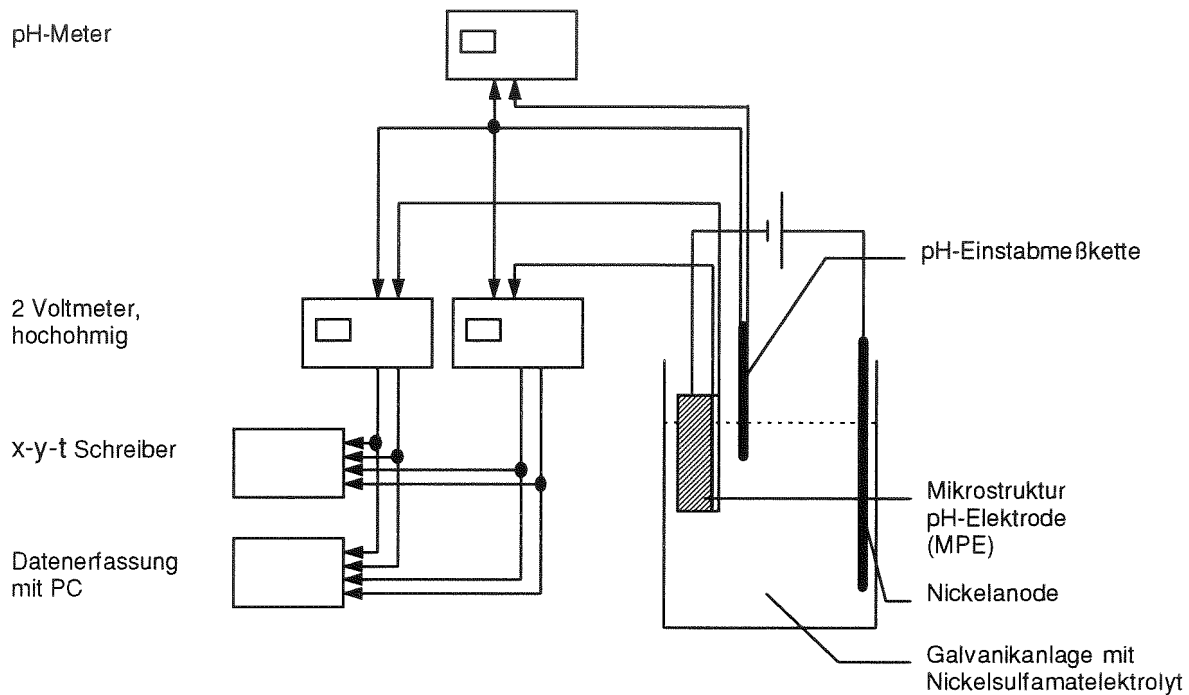 pH-Meter
pH-Einstabmeßkette
2 Voltmeter,
hochohmig
x-y-t Schreiber
Mikrostruktur
pH-Elektrode
(MPE)
Datenerfassung
mit PC
Nickelanode
Galvanikanlage mit
Nickelsulfamatelektrolyt